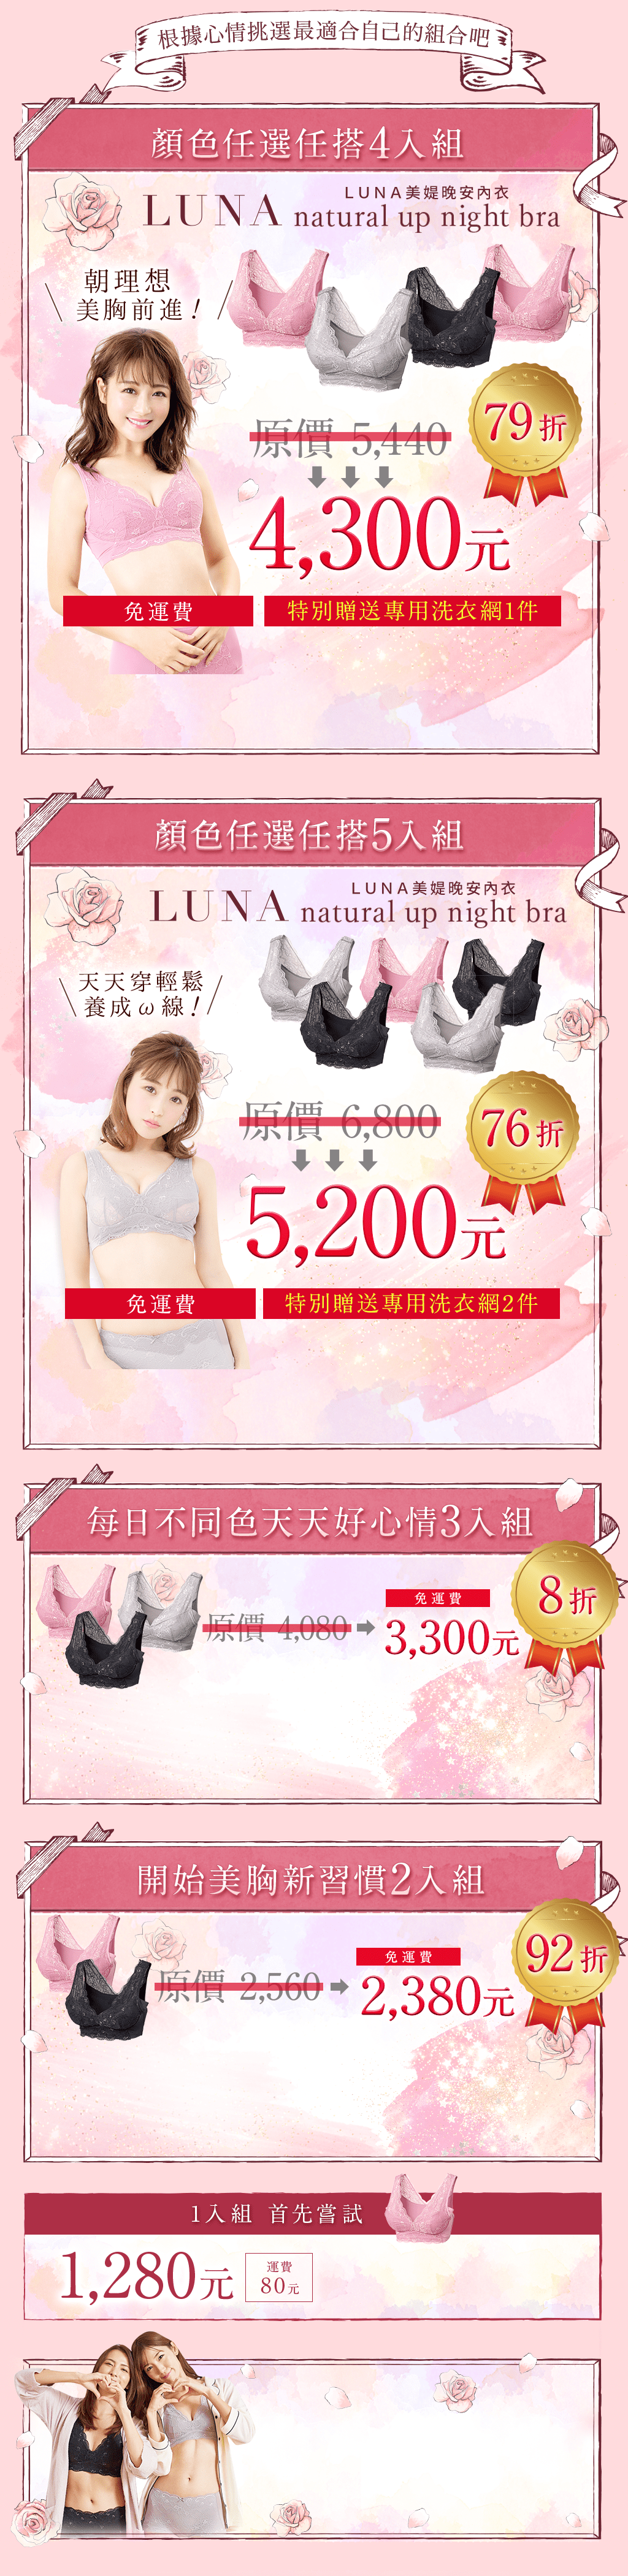 根據心情挑選最適合自己的組合吧
顏色任選任搭4入組
LUNA
LUNA美媞晚安內衣
natural up night bra
朝理想
美胸前進！
79折
原價 5,440
4,300元
免運費
特別贈送專用洗衣網1件
顏色任選任搭5入組
LUNA
LUNA美媞晚安內衣
natural up night bra
天天穿輕鬆
養成ω線！
76折
原價 6,800
5,200元
免運費
特別贈送專用洗衣網2件
每日不同色天天好心情3入組
8折
免運費
原價 4,080
3,300元
開始美胸新習慣2入組
92折
免運費
原價 2,560
2,380元
1入組 首先嘗試
1,280元
運費
80元